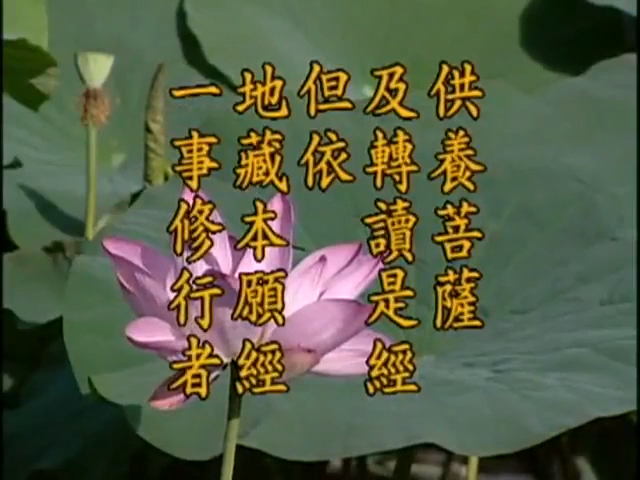 供養菩薩
及轉讀是經
但依
地藏本願經
一事修行者